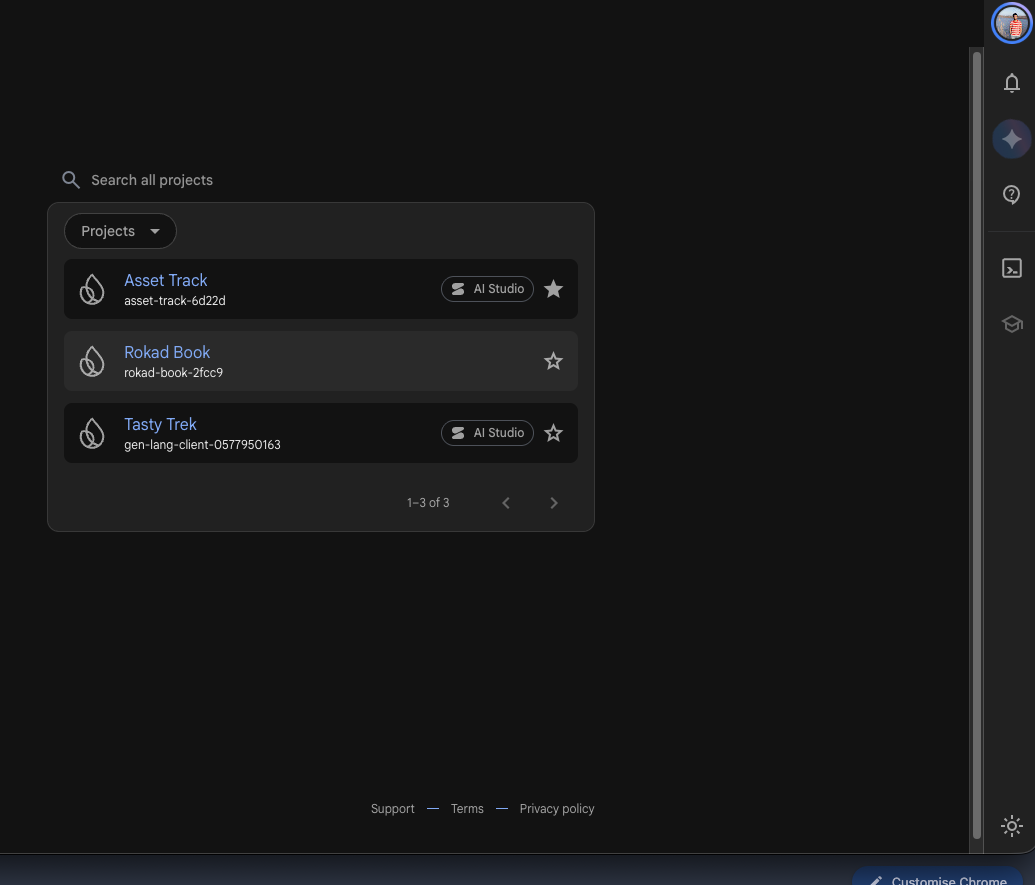 Search all projects
Projects
Asset Track
asset-track-6d22d
AI Studio
Rokad Book
rokad-book-2fcc9
Tasty Trek
gen-lang-client-0577950163
AI Studio
1–3 of 3
Support — Terms — Privacy policy
Customise Chrome